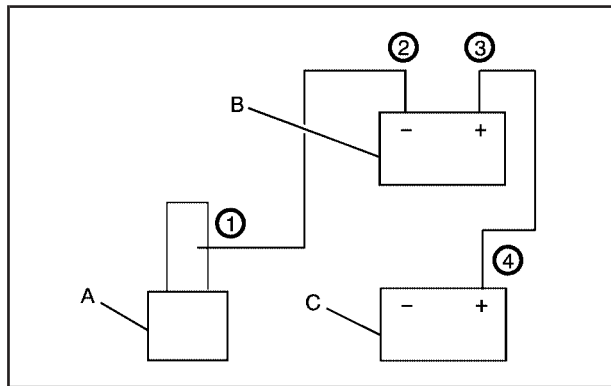 ② ③
B
− +
①
④
A
C
− +